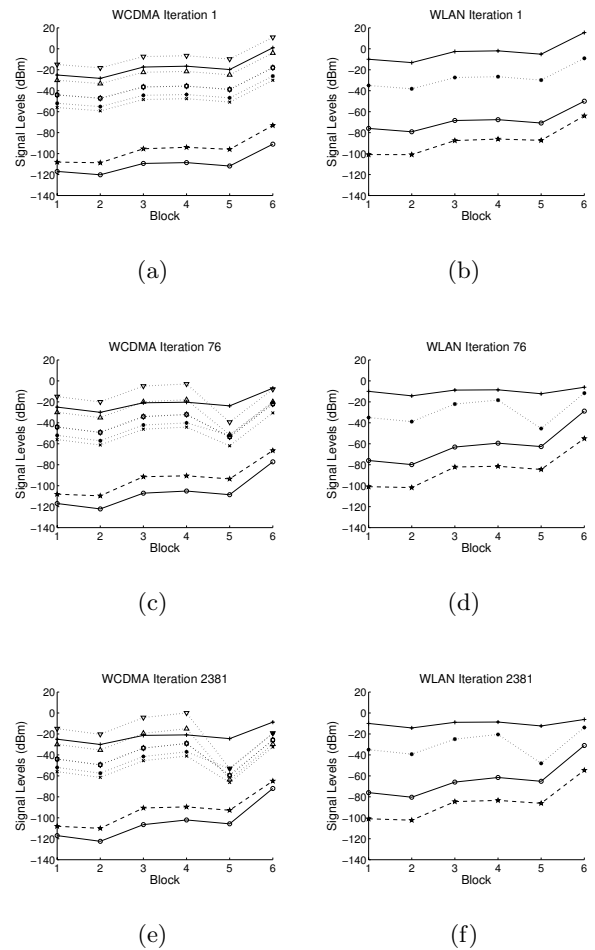 WCDMA Iteration 1
20
0
−20
−40
−60
−80
−100
−120
−140
Signal Levels (dBm)
1 2 3 4 5 6
Block
(a)
WLAN Iteration 1
20
0
−20
−40
−60
−80
−100
−120
−140
Signal Levels (dBm)
1 2 3 4 5 6
Block
(b)
WCDMA Iteration 76
20
0
−20
−40
−60
−80
−100
−120
−140
Signal Levels (dBm)
1 2 3 4 5 6
Block
(c)
WLAN Iteration 76
20
0
−20
−40
−60
−80
−100
−120
−140
Signal Levels (dBm)
1 2 3 4 5 6
Block
(d)
WCDMA Iteration 2381
20
0
−20
−40
−60
−80
−100
−120
−140
Signal Levels (dBm)
1 2 3 4 5 6
Block
(e)
WLAN Iteration 2381
20
0
−20
−40
−60
−80
−100
−120
−140
Signal Levels (dBm)
1 2 3 4 5 6
Block
(f)